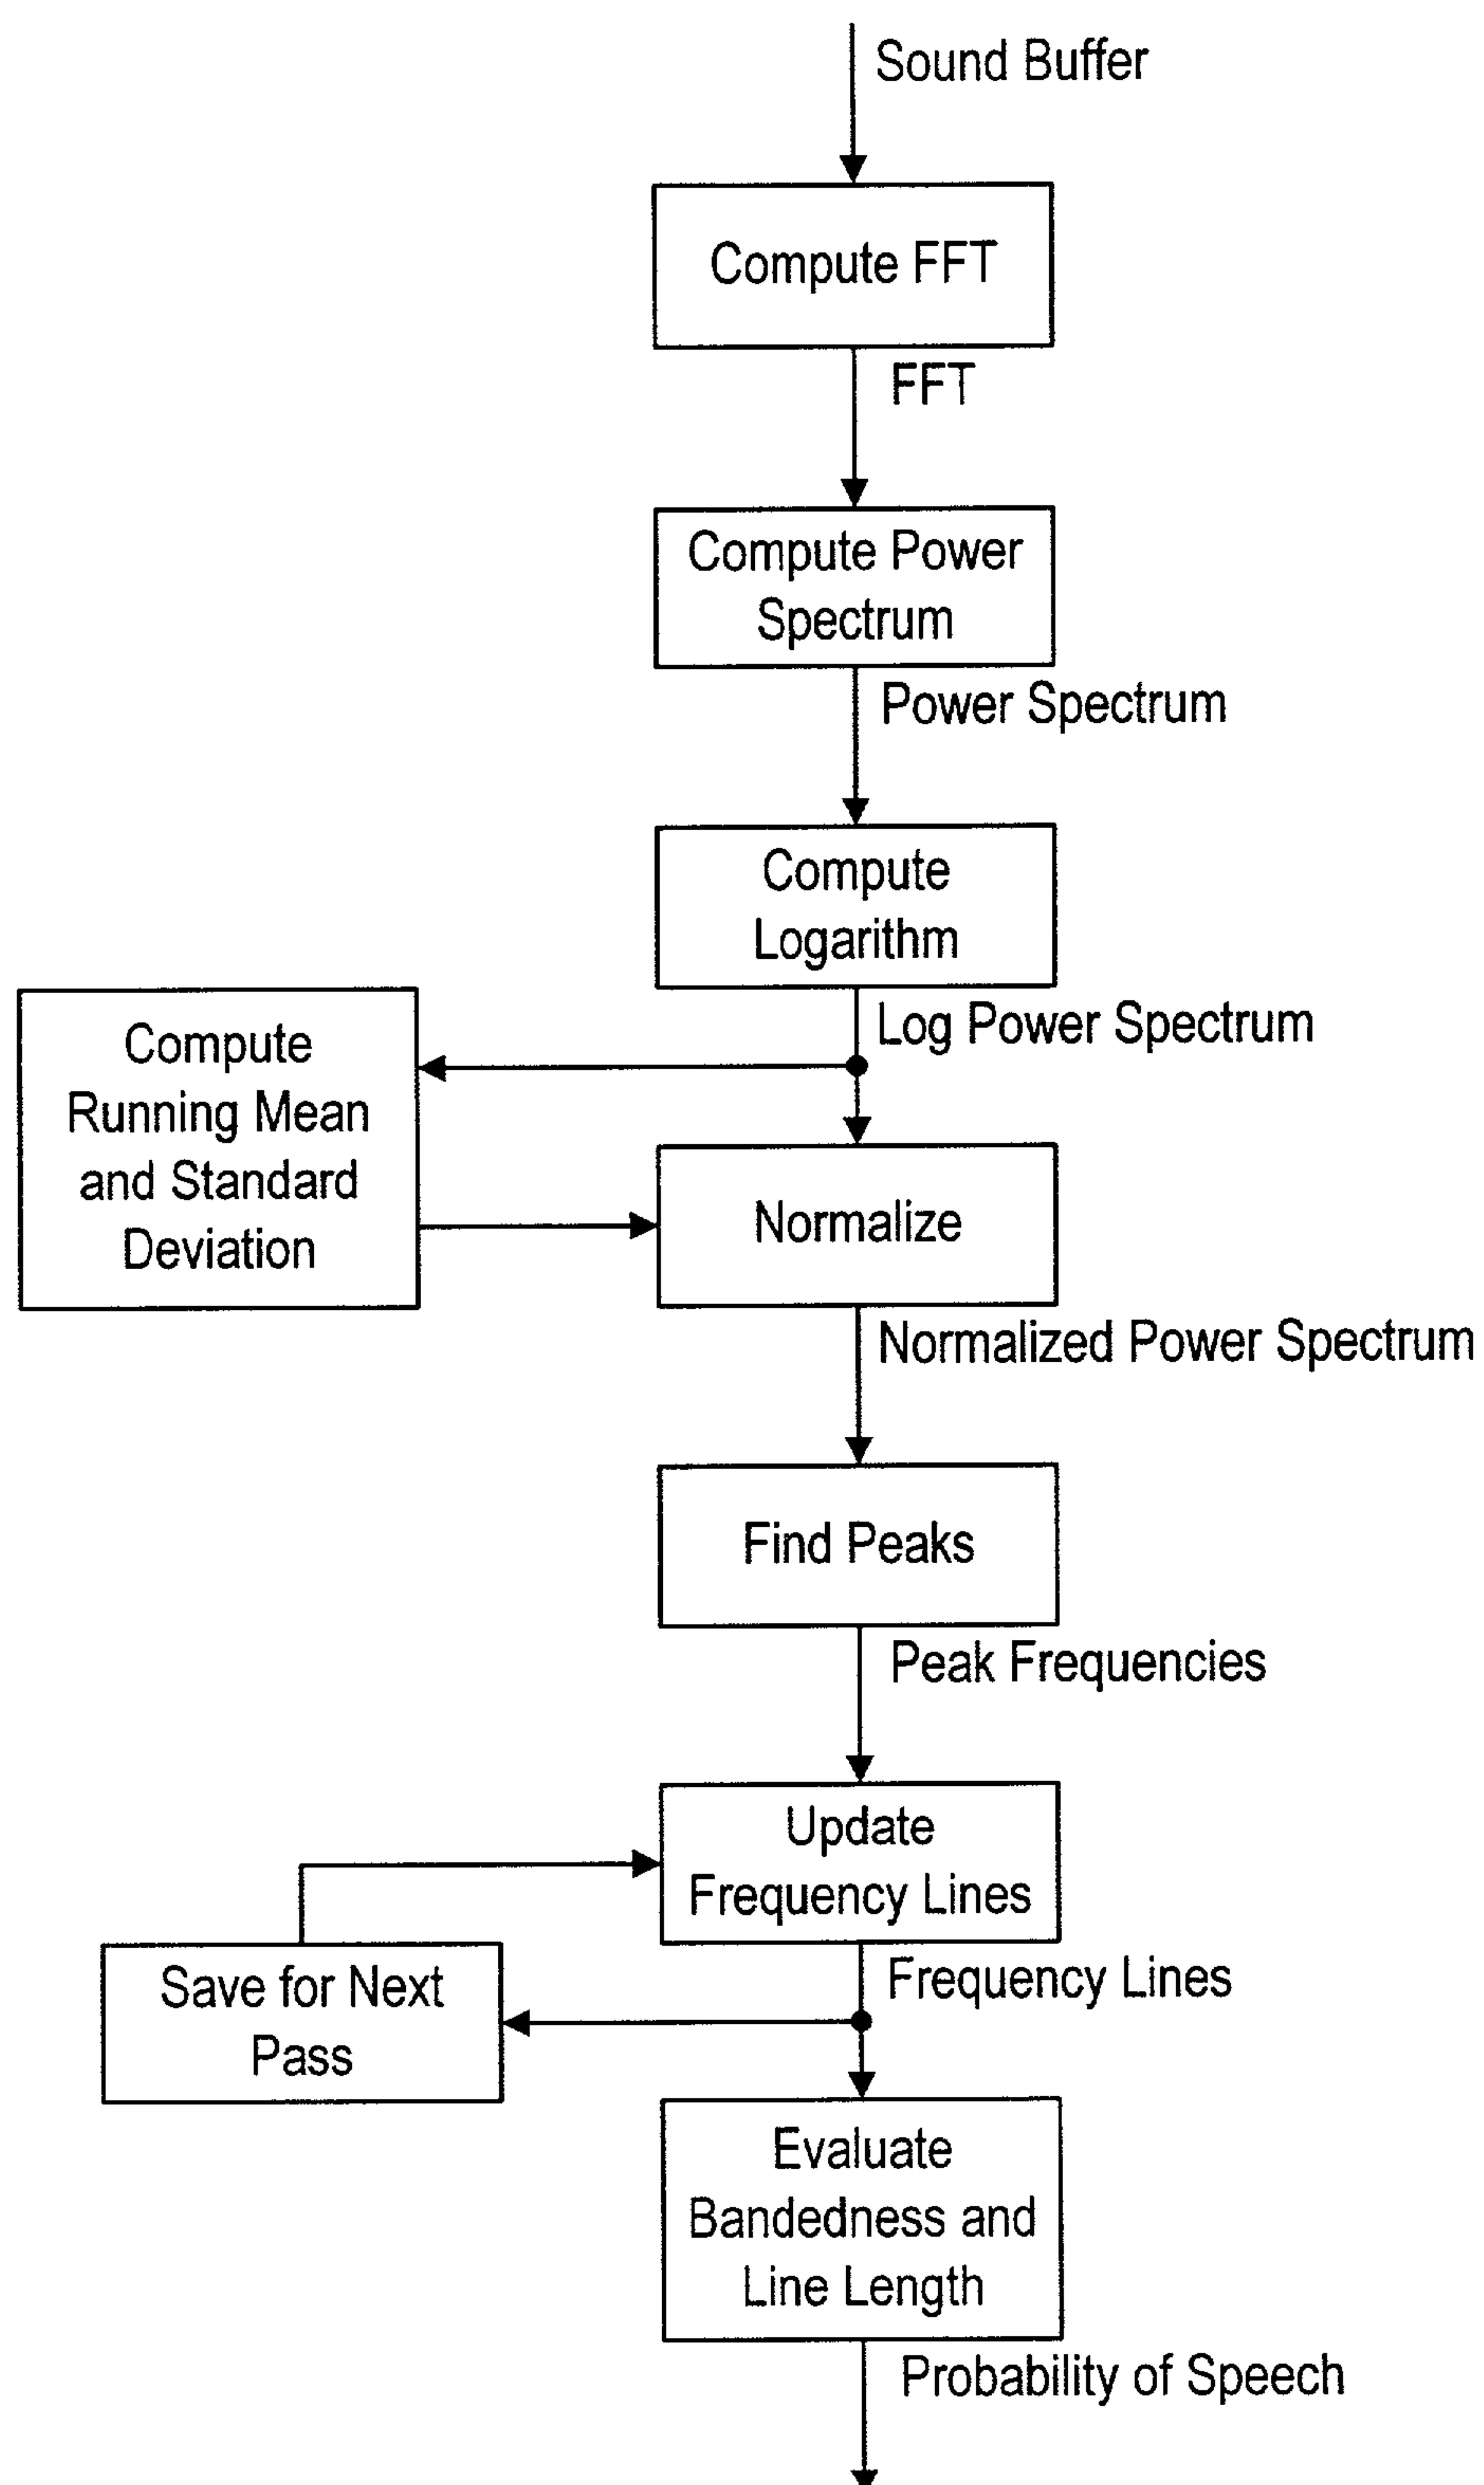 Sound Buffer
Compute FFT
FFT
Compute Power
Spectrum
Power Spectrum
Compute
Logarithm
Log Power Spectrum
Compute
Running Mean
and Standard
Deviation
Normalize
Normalized Power Spectrum
Find Peaks
Peak Frequencies
Update
Frequency Lines
Frequency Lines
Save for Next
Pass
Evaluate
Bandedness and
Line Length
Probability of Speech